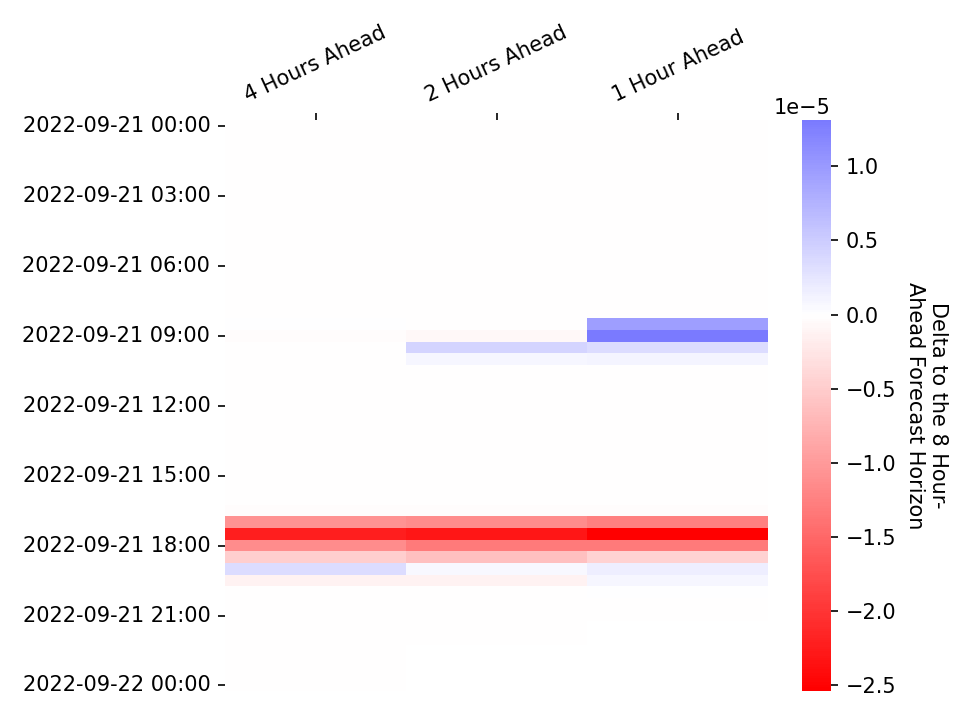 4 Hours Ahead
2 Hours Ahead
1 Hour Ahead
1e−5
2022-09-21 00:00
2022-09-21 03:00
2022-09-21 06:00
2022-09-21 09:00
2022-09-21 12:00
2022-09-21 15:00
2022-09-21 18:00
2022-09-21 21:00
2022-09-22 00:00
1.0
0.5
0.0
−0.5
−1.0
−1.5
−2.0
−2.5
Delta to the 8 Hour-
Ahead Forecast Horizon